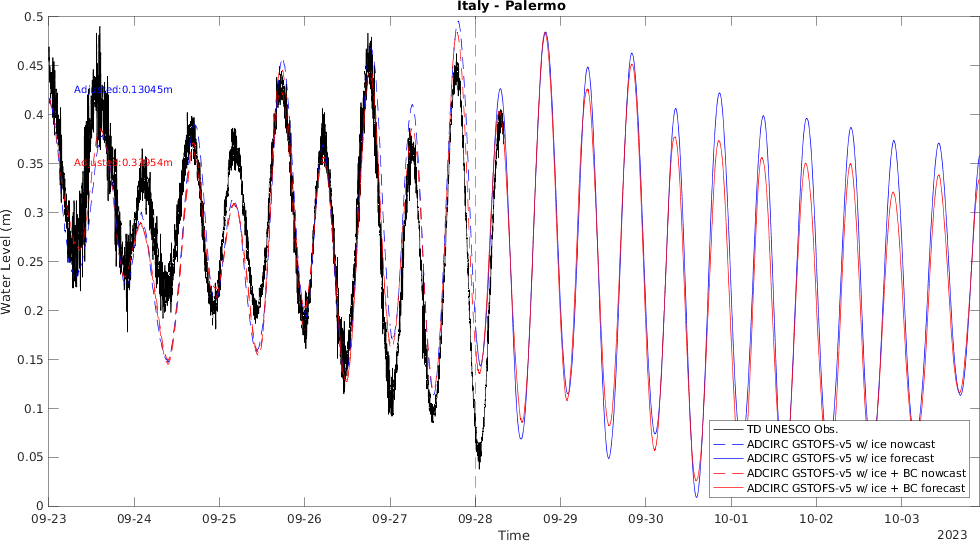 Italy - Palermo
0.5
0.45
0.4
0.35
0.3
0.25
0.2
0.15
0.1
0.05
0
Water Level (m)
Adjusted:0.13045m
TD UNESCO Obs.
ADCIRC GSTOFS-v5 w/ ice nowcast
ADCIRC GSTOFS-v5 w/ ice forecast
ADCIRC GSTOFS-v5 w/ ice + BC nowcast
ADCIRC GSTOFS-v5 w/ ice + BC forecast
09-23 09-24 09-25 09-26 09-27 09-28 09-29 09-30 10-01 10-02 10-03
Time
2023